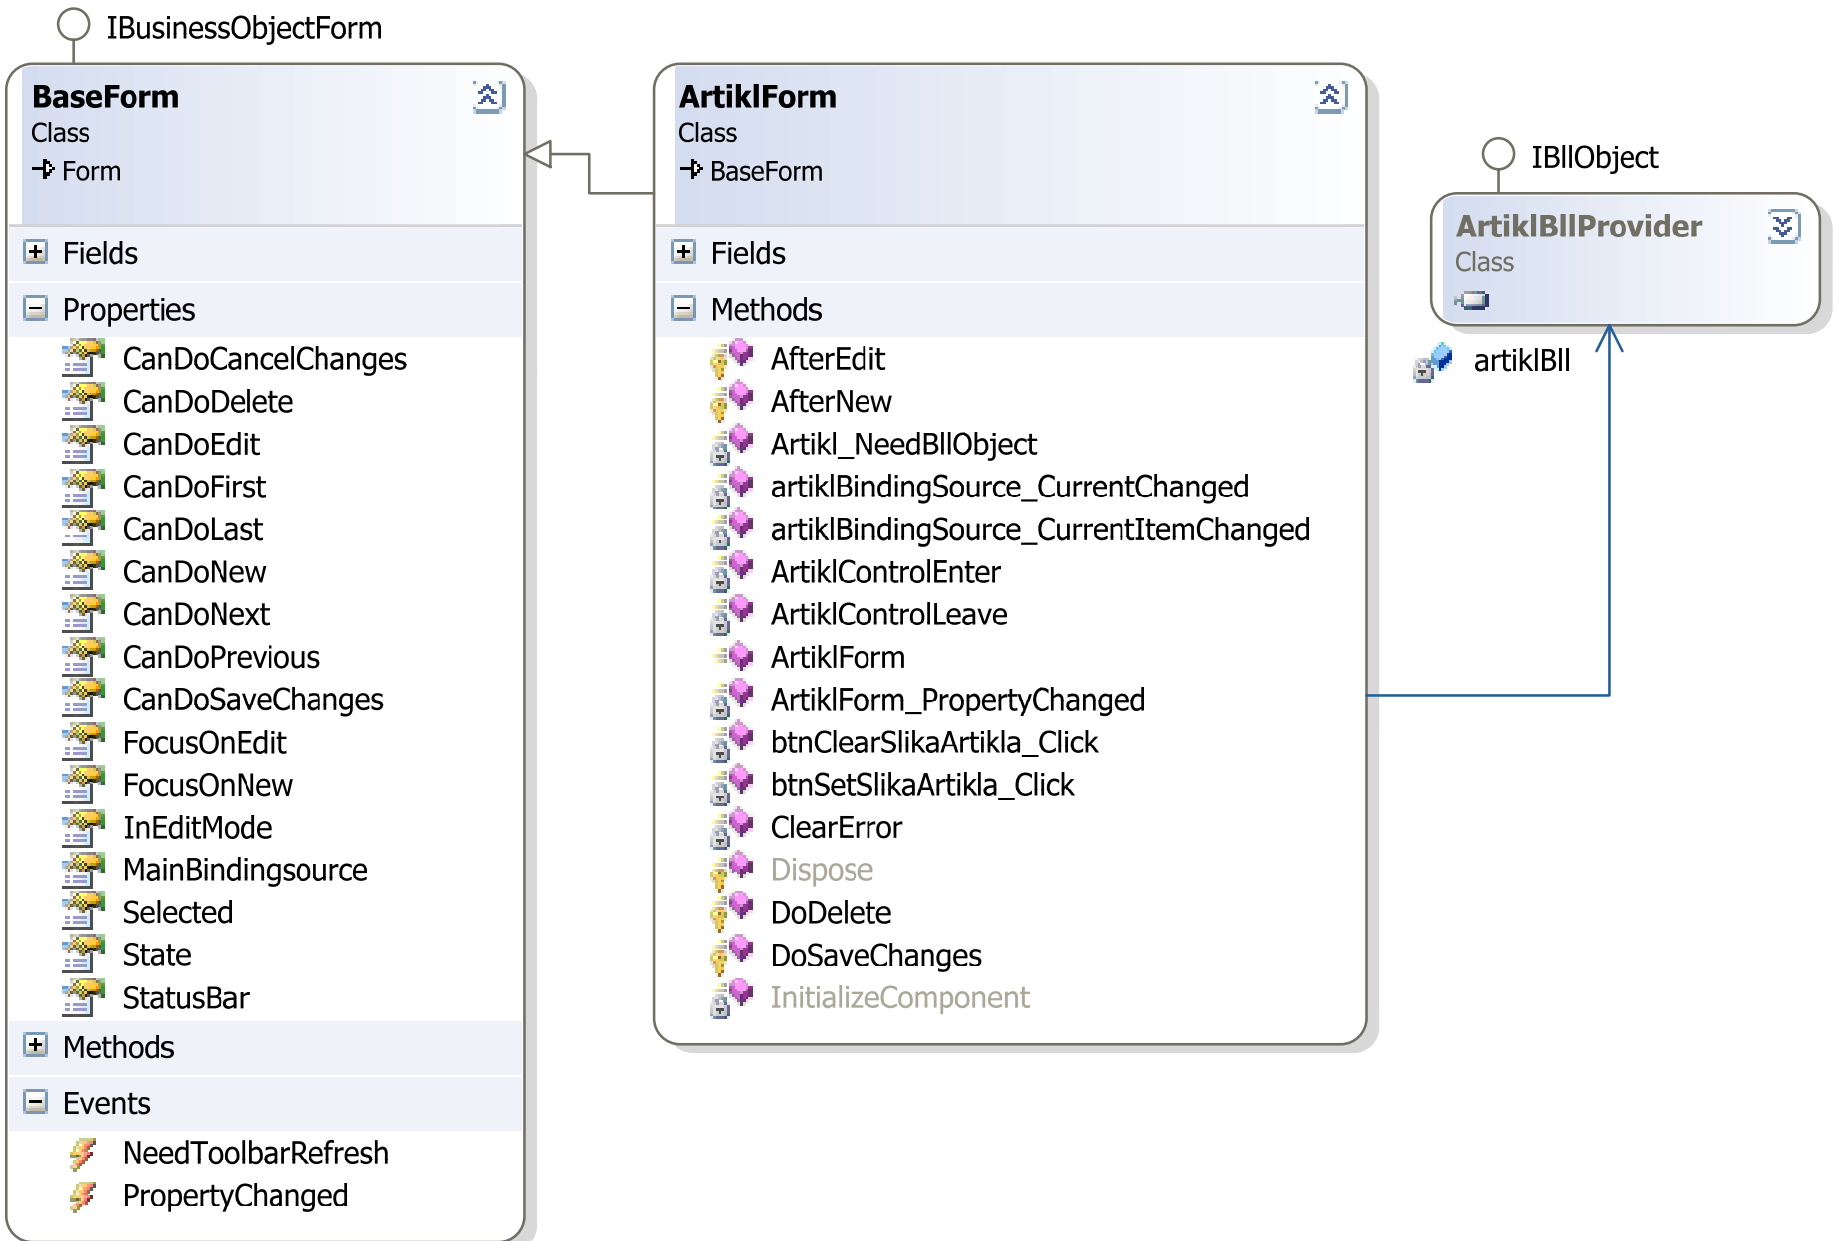 IBusinessObjectForm
BaseForm
Class
Form
Fields
Properties
CanDoCancelChanges
CanDoDelete
CanDoEdit
CanDoFirst
CanDoLast
CanDoNew
CanDoNext
CanDoPrevious
CanDoSaveChanges
FocusOnEdit
FocusOnNew
InEditMode
MainBindingsource
Selected
State
StatusBar
Methods
Events
NeedToolbarRefresh
PropertyChanged
ArtiklForm
Class
BaseForm
Fields
Methods
AfterEdit
AfterNew
Artikl_NeedBllObject
artiklBindingSource_CurrentChanged
artiklBindingSource_CurrentItemChanged
ArtiklControlEnter
ArtiklControlLeave
ArtiklForm
ArtiklForm_PropertyChanged
btnClearSlikaArtikla_Click
btnSetSlikaArtikla_Click
ClearError
Dispose
DoDelete
DoSaveChanges
InitializeComponent
IBllObject
ArtiklBllProvider
Class
artiklBll